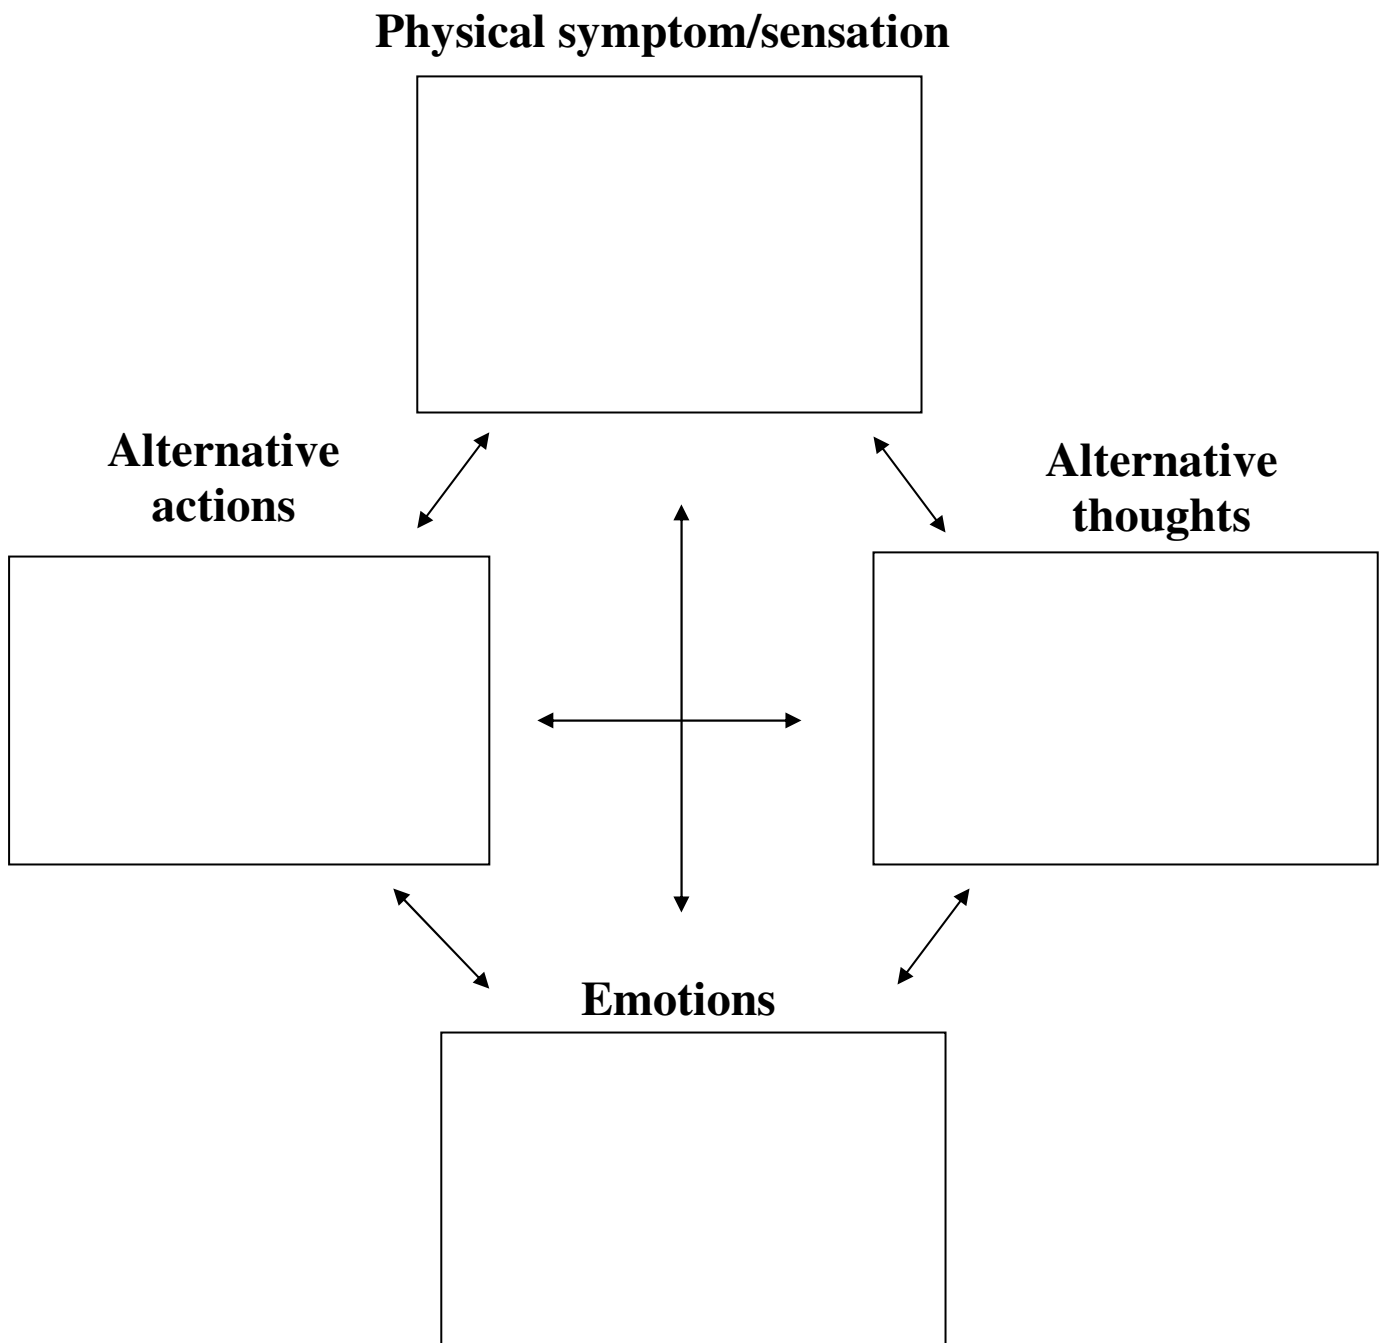 Physical symptom/sensation
Alternative
actions
Alternative
thoughts
Emotions